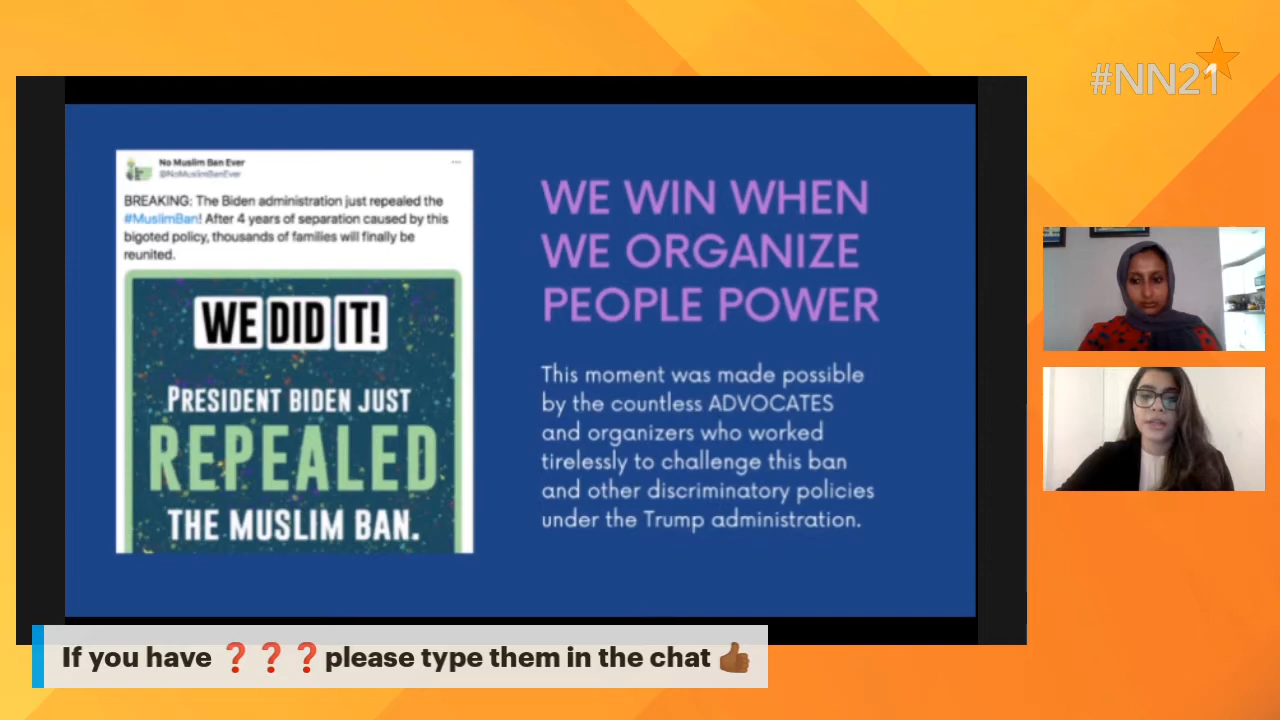 #NN21
No Muslim Ban Ever
@NoMuslimBanEver
BREAKING: The Biden administration just repealed the
#MuslimBan! After 4 years of separation caused by this
bigoted policy, thousands of families will finally be
reunited.
WE DID IT!
PRESIDENT BIDEN JUST
REPEALED
THE MUSLIM BAN.
WE WIN WHEN
WE ORGANIZE
PEOPLE POWER
This moment was made possible
by the countless ADVOCATES
and organizers who worked
tirelessly to challenge this ban
and other discriminatory policies
under the Trump administration.
If you have ❓❓❓please type them in the chat 👍🏾